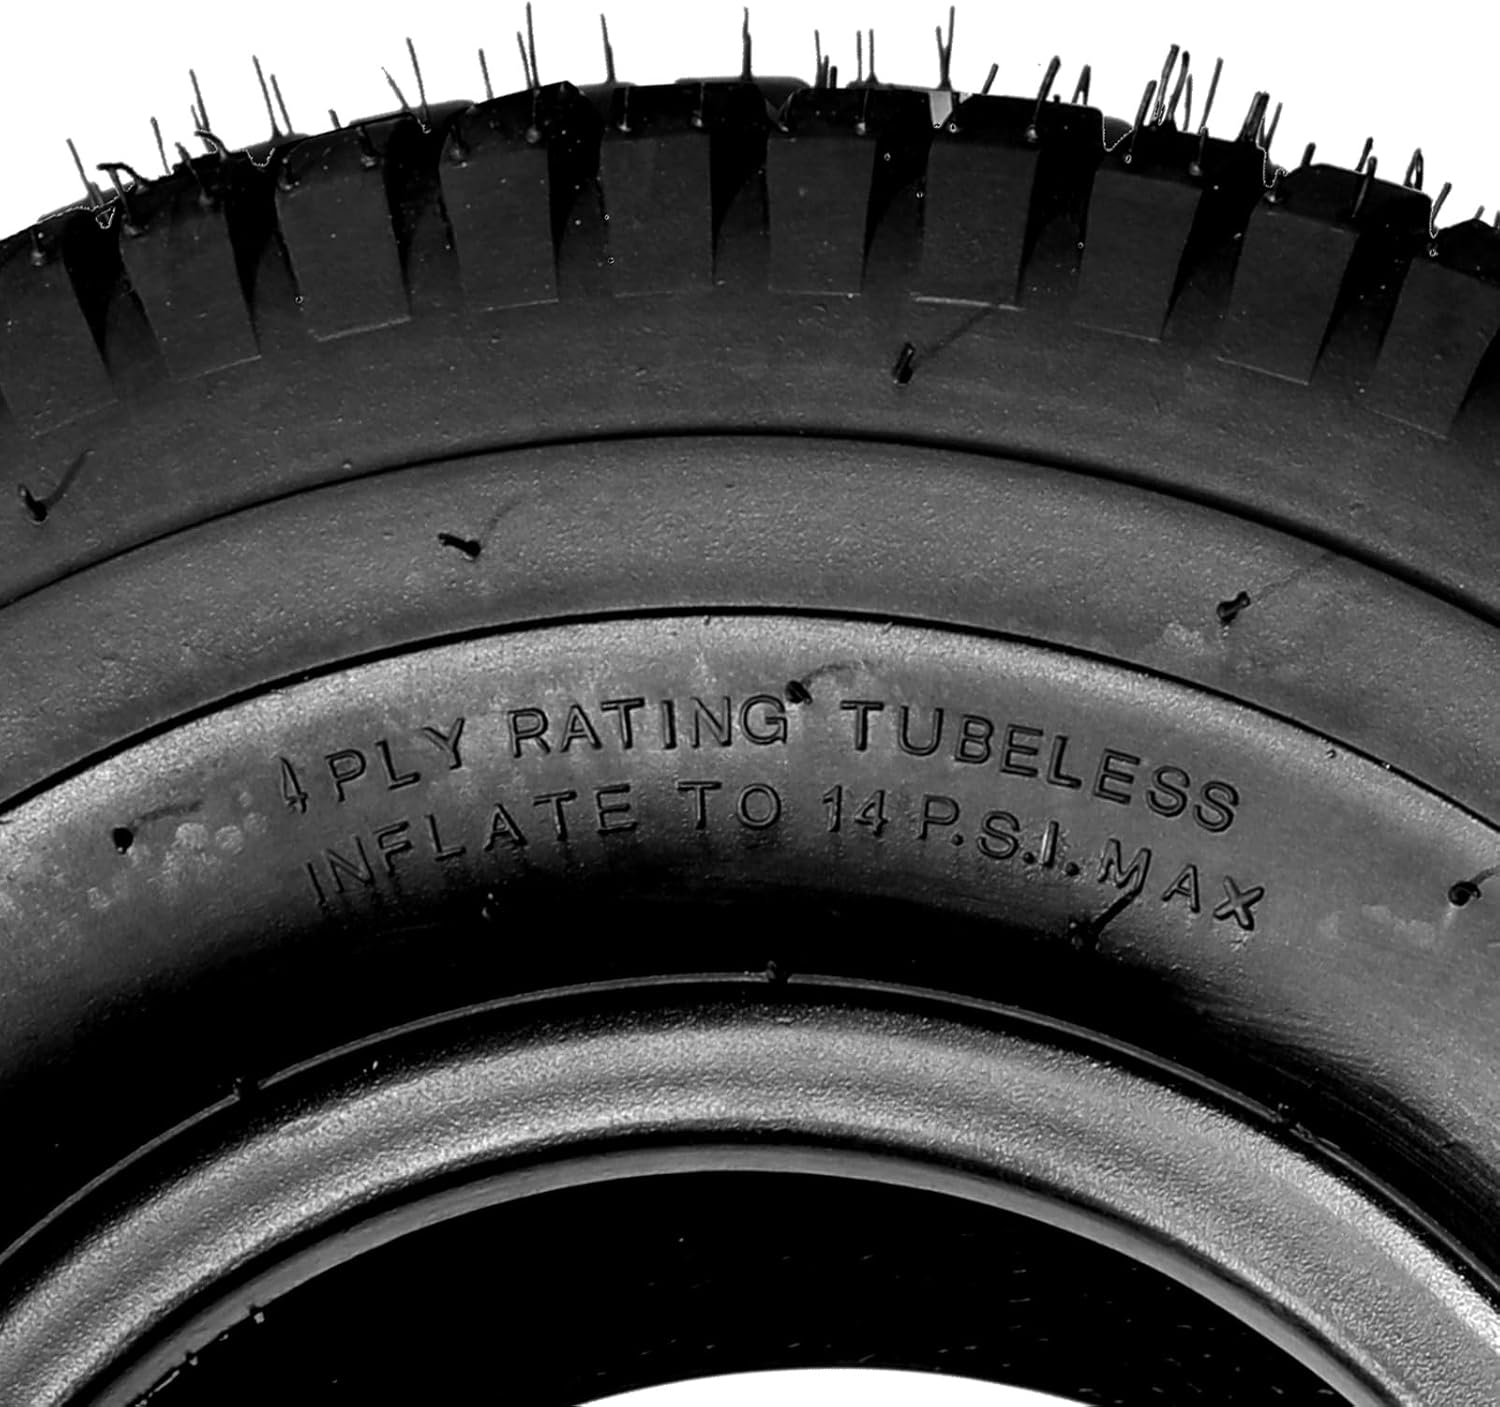 4 PLY RATING TUBELESS
INFLATE TO 14 P.S.I. MAX